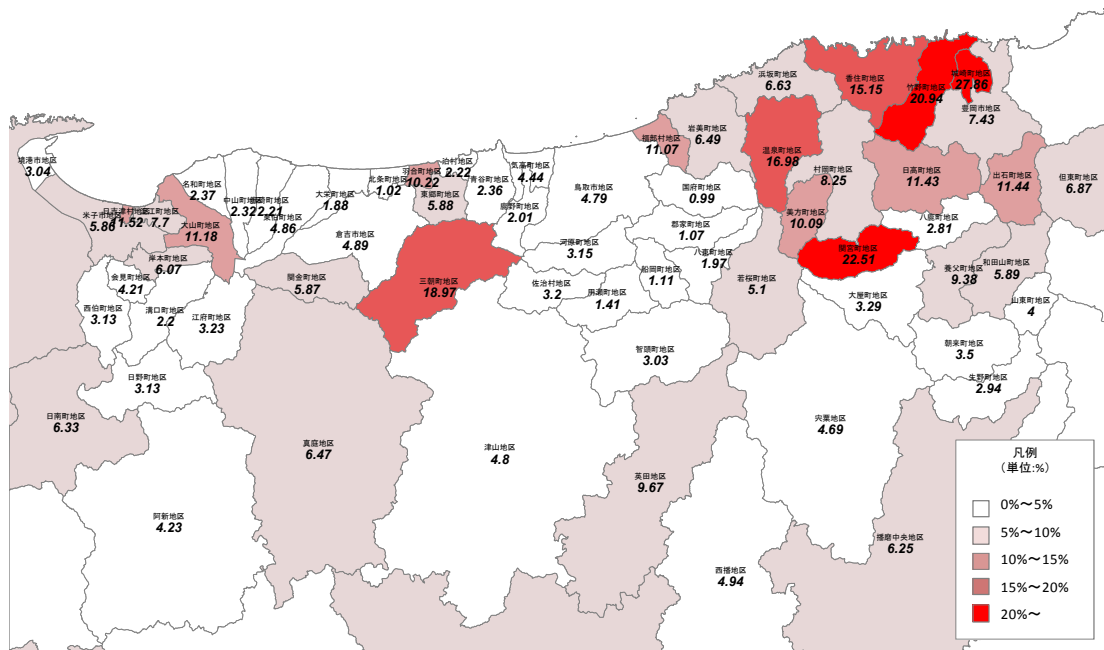 浜坂町地区
6.63
香住町地区
15.15
竹野町地区
20.94
城崎町地区
27.86
豊岡市地区
7.43
岩美町地区
6.49
福部村地区
11.07
温泉町地区
16.98
村岡町地区
8.25
日高町地区
11.43
出石町地区
11.44
但東町地区
6.87
境港市地区
3.04
名和町地区
2.37
中山町地区
2.32
2.21
東伯町地区
4.86
大栄町地区
1.88
北条町地区
1.02
羽合町地区
10.22
泊村地区
2.22
東郷町地区
5.88
青谷町地区
2.36
気高町地区
4.44
鹿野町地区
2.01
鳥取市地区
4.79
国府町地区
0.99
郡家町地区
1.07
八東町地区
1.97
船岡町地区
1.11
河原町地区
3.15
用瀬町地区
1.41
佐治村地区
3.2
若桜町地区
5.1
美方町地区
10.09
関宮町地区
22.51
八鹿町地区
2.81
養父町地区
9.38
和田山町地区
5.89
山東町地区
4
大屋町地区
3.29
朝来町地区
3.5
生野町地区
2.94
米子市地区
5.86
日吉津村地区
11.52
淀江町地区
7.7
大山町地区
11.18
岸本町地区
6.07
会見町地区
4.21
西伯町地区
3.13
溝口町地区
2.2
江府町地区
3.23
日野町地区
3.13
日南町地区
6.33
倉吉市地区
4.89
関金町地区
5.87
三朝町地区
18.97
智頭町地区
3.03
真庭地区
6.47
津山地区
4.8
阿新地区
4.23
英田地区
9.67
宍粟地区
4.69
西播地区
4.94
播磨中央地区
6.25
凡例
(単位:%)
0%～5%
5%～10%
10%～15%
15%～20%
20%～